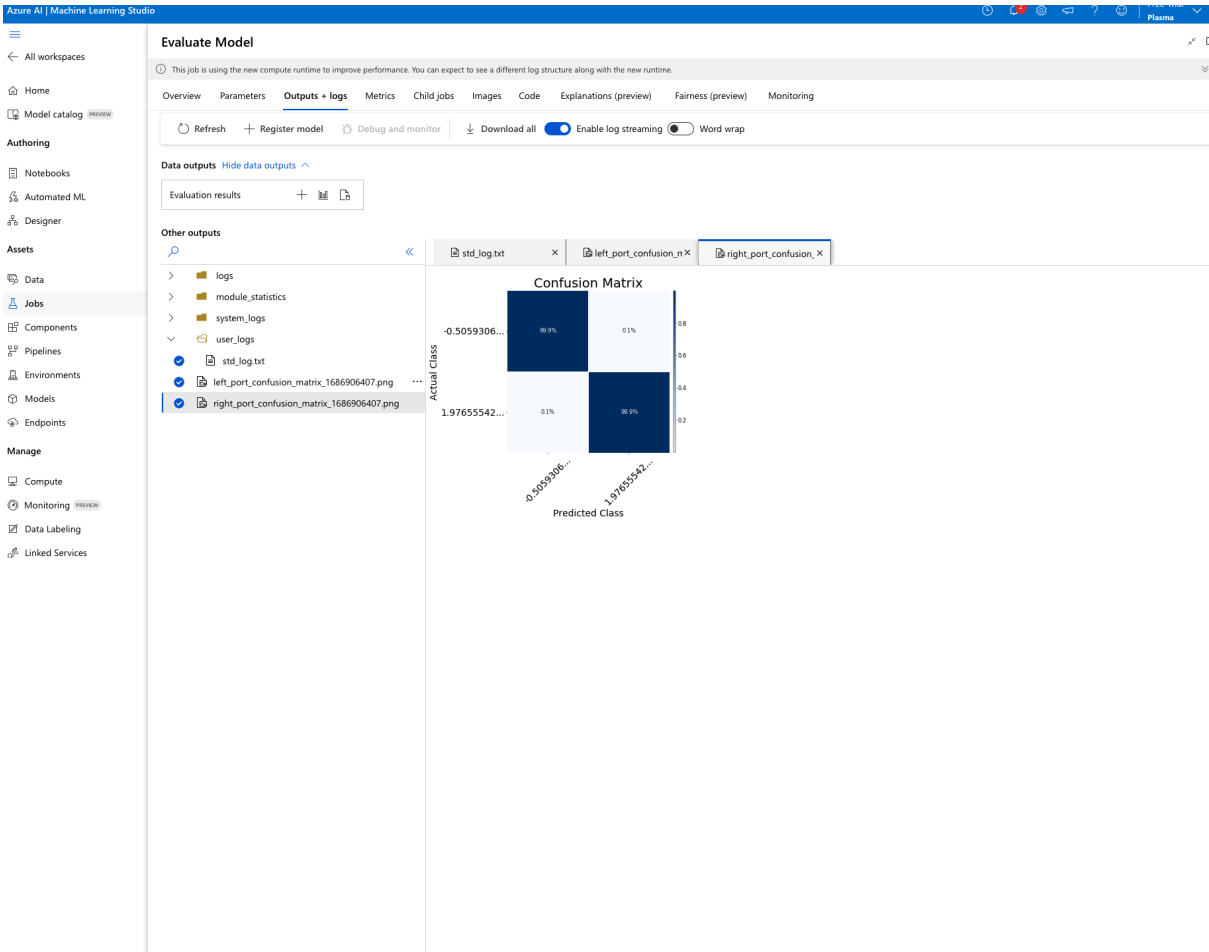 Azure AI | Machine Learning Studio
Plasma
All workspaces
Home
Model catalog PREVIEW
Authoring
Notebooks
Automated ML
Designer
Assets
Data
Jobs
Components
Pipelines
Environments
Models
Endpoints
Manage
Compute
Monitoring PREVIEW
Data Labeling
Linked Services
Evaluate Model
This job is using the new compute runtime to improve performance. You can expect to see a different log structure along with the new runtime.
Overview Parameters Outputs + logs Metrics Child jobs Images Code Explanations (preview) Fairness (preview) Monitoring
Refresh + Register model Debug and monitor Download all Enable log streaming Word wrap
Data outputs Hide data outputs
Evaluation results
Other outputs
logs
module_statistics
system_logs
user_logs
std_log.txt
left_port_confusion_matrix_1686906407.png ...
right_port_confusion_matrix_1686906407.png
std_log.txt × left_port_confusion_n × right_port_confusion_ ×
Confusion Matrix
Actual Class
-0.5059306... 99.9% 0.1%
1.97655542... 0.1% 99.9%
0.8
0.6
0.4
0.2
-0.5059306... 1.97655542...
Predicted Class